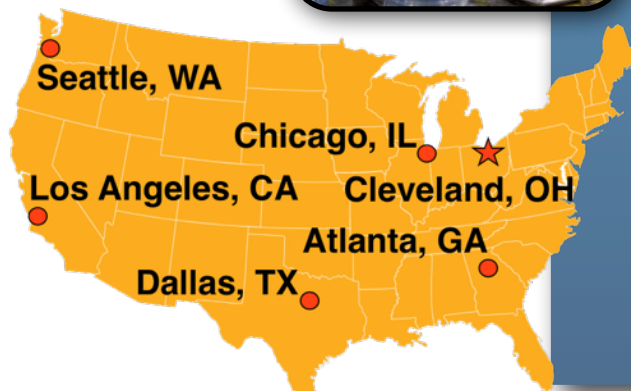 Seattle, WA
Chicago, IL
Los Angeles, CA
Cleveland, OH
Atlanta, GA
Dallas, TX